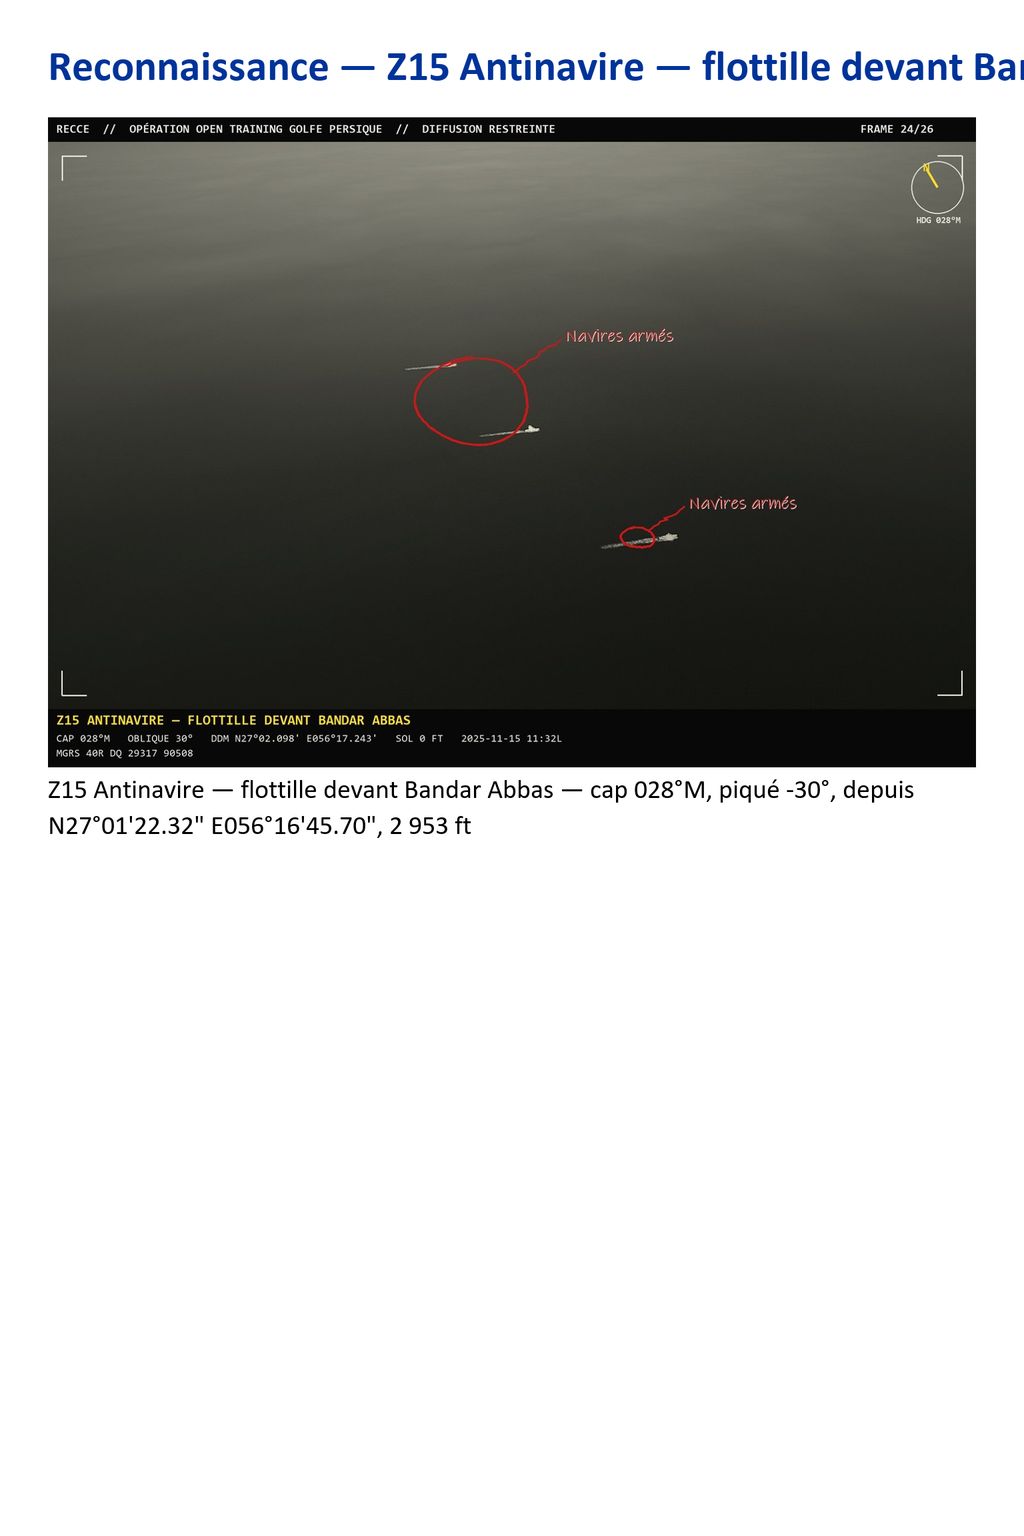 Reconnaissance — Z15 Antinavire — flottille devant Bar
RECCE // OPÉRATION OPEN TRAINING GOLFE PERSIQUE // DIFFUSION RESTREINTE FRAME 24/26
N
HDG 028°M
Navires armés
Navires armés
Z15 ANTINAVIRE — FLOTTILLE DEVANT BANDAR ABBAS
CAP 028°M OBLIQUE 30° DDM N27°02.098' E056°17.243' SOL 0 FT 2025-11-15 11:32L
MGRS 40R DQ 29317 90508
Z15 Antinavire — flottille devant Bandar Abbas — cap 028°M, piqué -30°, depuis
N27°01'22.32" E056°16'45.70", 2 953 ft